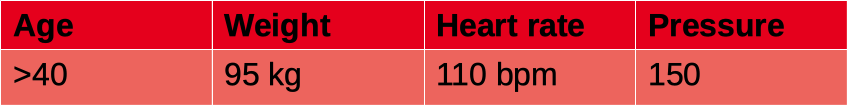 Age Weight Heart rate Pressure
>40 95 kg 110 bpm 150